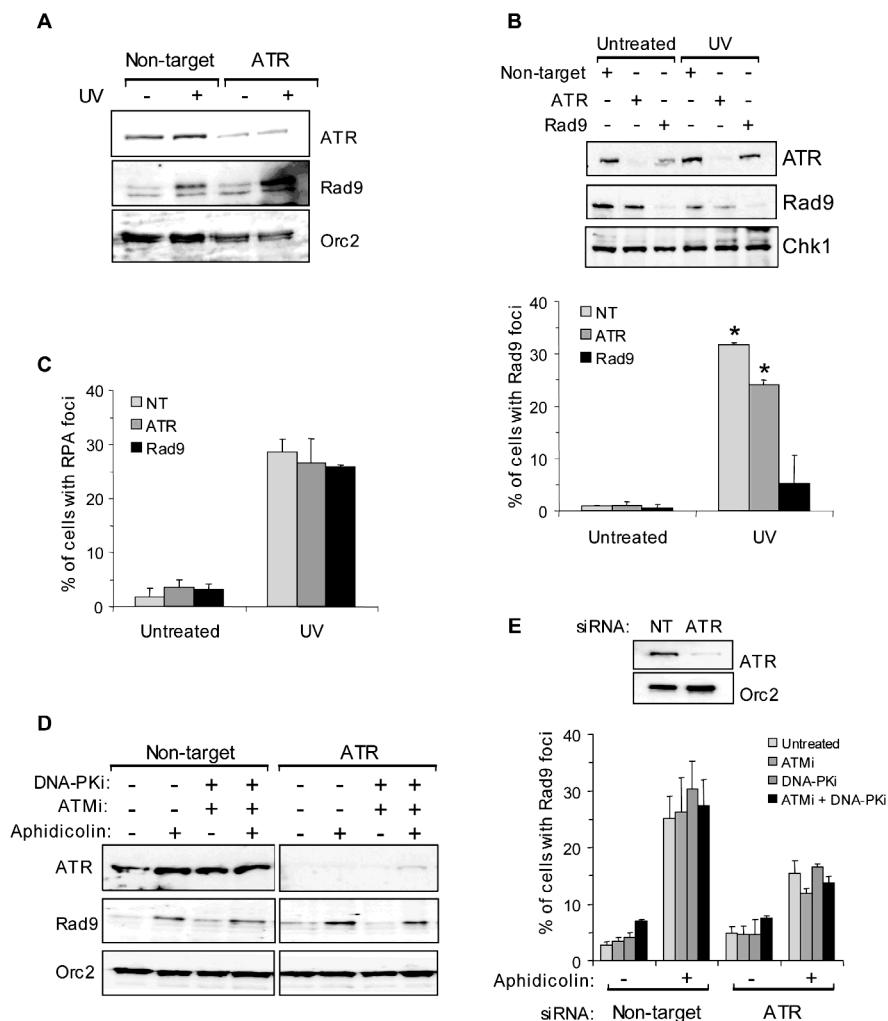 A
Non-target ATR
UV - + - +
ATR
Rad9
Orc2
B
Untreated UV
Non-target + - - + - -
ATR - + - - + -
Rad9 - - + - - +
ATR
Rad9
Chk1
% of cells with Rad9 foci
40
30
20
10
0
NT
ATR
Rad9
* *
Untreated UV
C
% of cells with RPA foci
40
30
20
10
0
NT
ATR
Rad9
Untreated UV
D
Non-target ATR
DNA-PKi: - - + + - - + +
ATMi: - - + + - - + +
Aphidicolin: - + - + - + - +
ATR
Rad9
Orc2
E
siRNA: NT ATR
ATR
Orc2
% of cells with Rad9 foci
40
30
20
10
0
Untreated
ATMi
DNA-PKi
ATMi + DNA-PKi
Aphidicolin: - + - +
siRNA: Non-target ATR